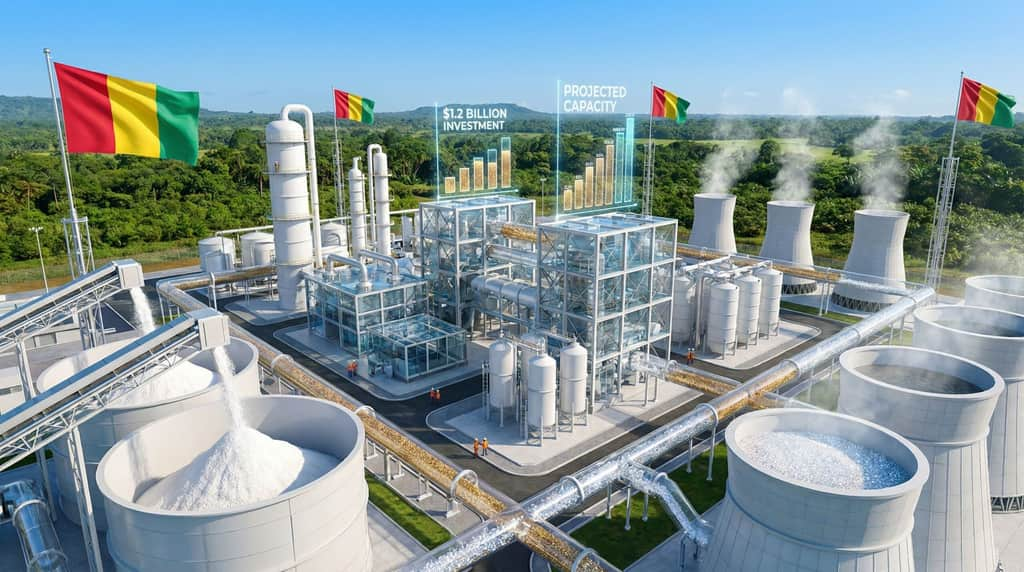 $1.2 BILLION
INVESTMENT
PROJECTED
CAPACITY